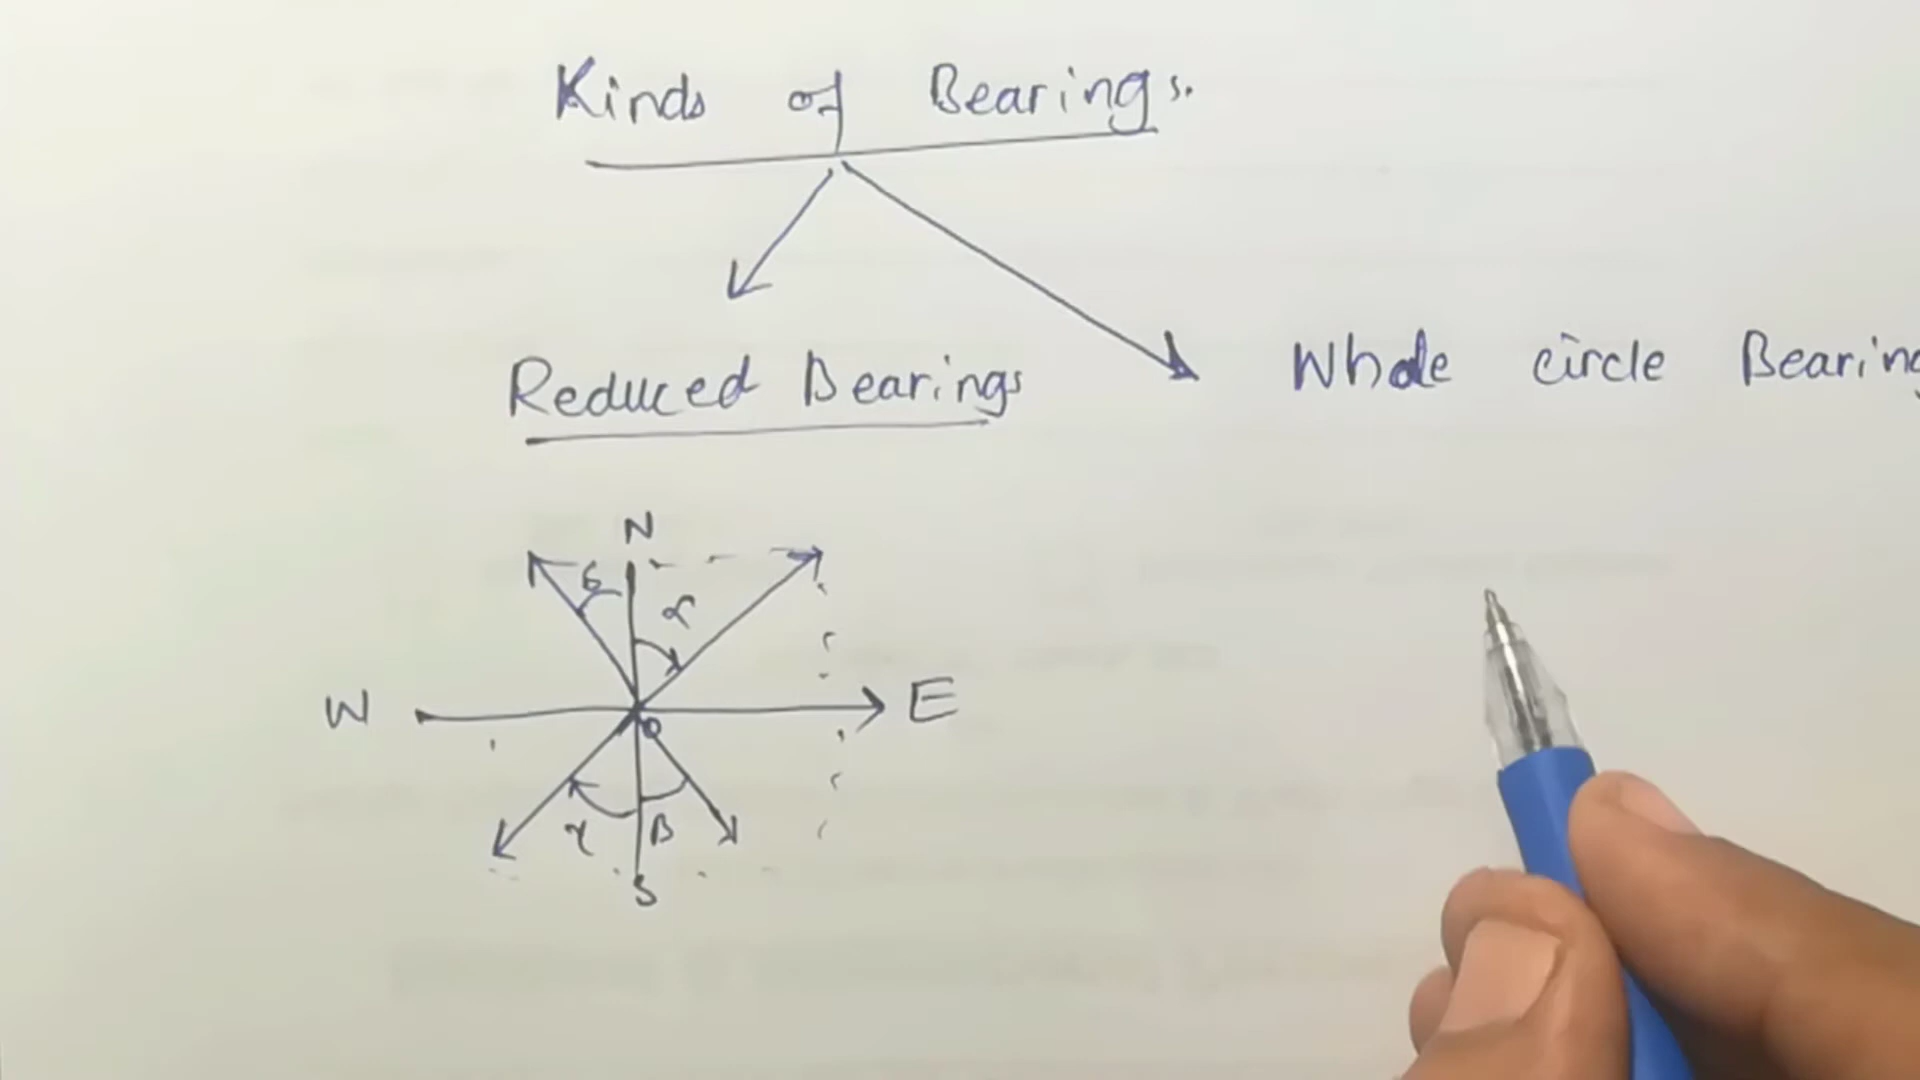 Kinds of Bearings.
Reduced Bearings
Whole circle Bearing
N
α
W
E
O
γ
β
S